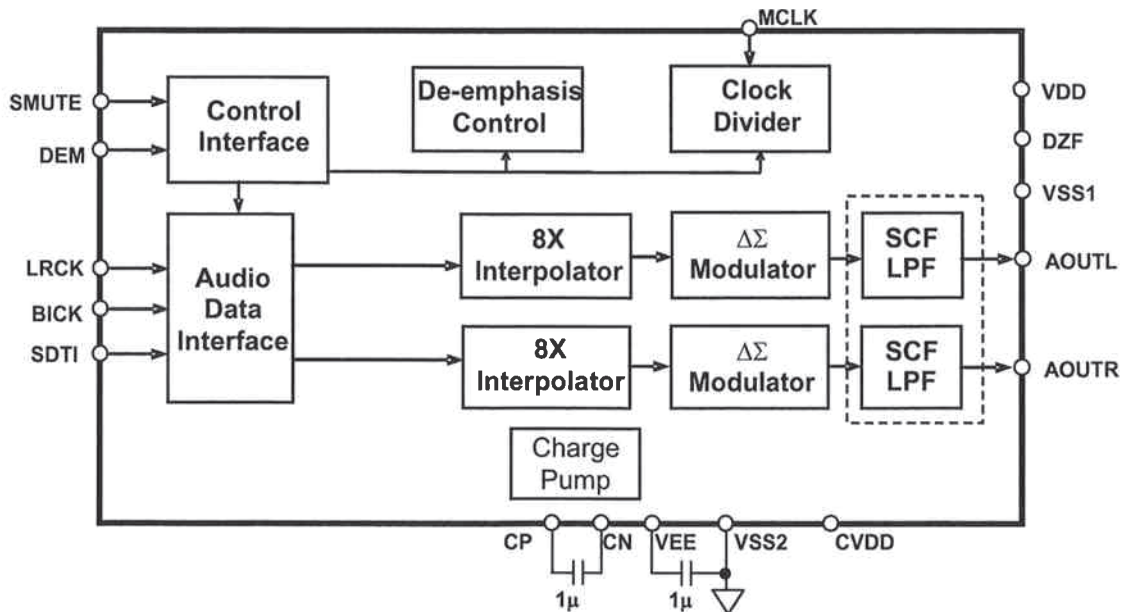 MCLK
SMUTE
DEM
Control
Interface
De-emphasis
Control
Clock
Divider
VDD
DZF
VSS1
LRCK
BICK
SDTI
Audio
Data
Interface
8X
Interpolator
ΔΣ
Modulator
SCF
LPF
AOUTL
8X
Interpolator
ΔΣ
Modulator
SCF
LPF
AOUTR
Charge
Pump
CP
CN
VEE
VSS2
CVDD
1μ
1μ